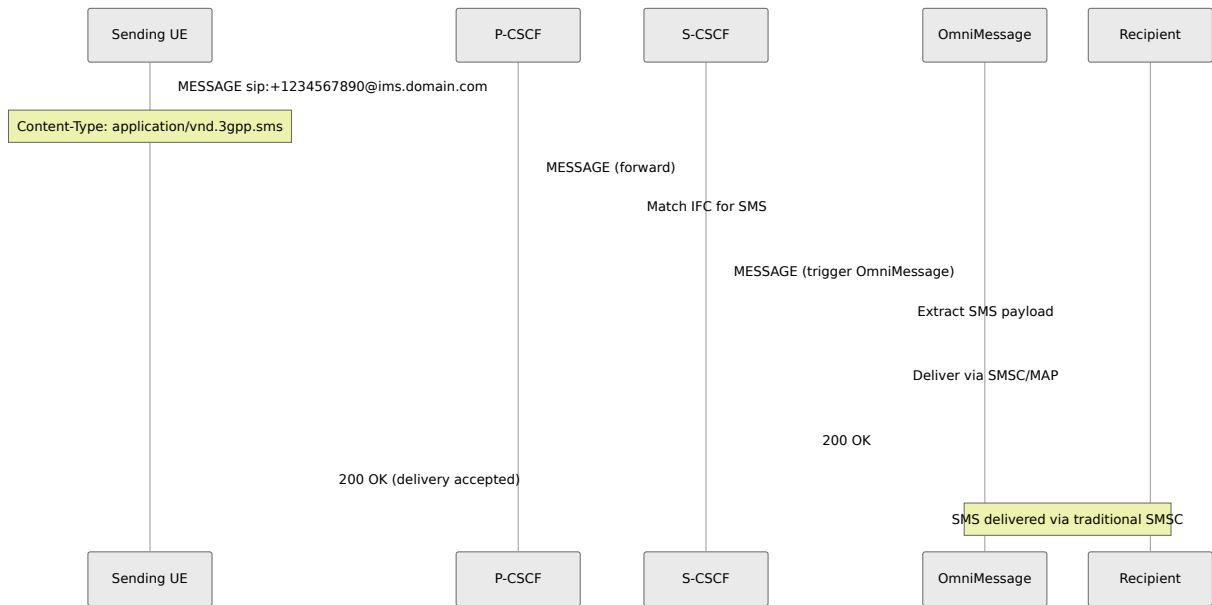 Sending UE
P-CSCF
S-CSCF
OmniMessage
Recipient
MESSAGE sip:+1234567890@ims.domain.com
Content-Type: application/vnd.3gpp.sms
MESSAGE (forward)
Match IFC for SMS
MESSAGE (trigger OmniMessage)
Extract SMS payload
Deliver via SMSC/MAP
200 OK
200 OK (delivery accepted)
SMS delivered via traditional SMSC
Sending UE
P-CSCF
S-CSCF
OmniMessage
Recipient